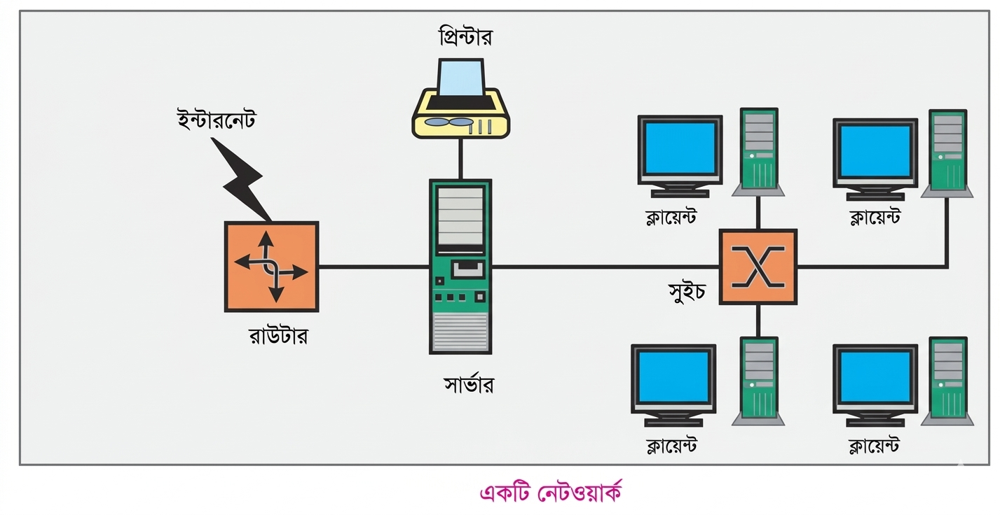 প্রিন্টার
ইন্টারনেট
ক্লায়েন্ট
ক্লায়েন্ট
সুইচ
রাউটার
সার্ভার
ক্লায়েন্ট
ক্লায়েন্ট
একটি নেটওয়ার্ক